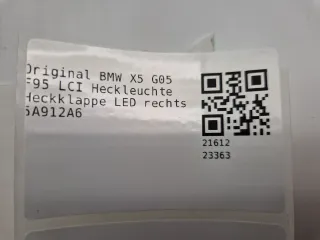 Original BMW X5 G05
F95 LCI Heckleuchte
Heckklappe LED rechts
5A912A6
21612
23363